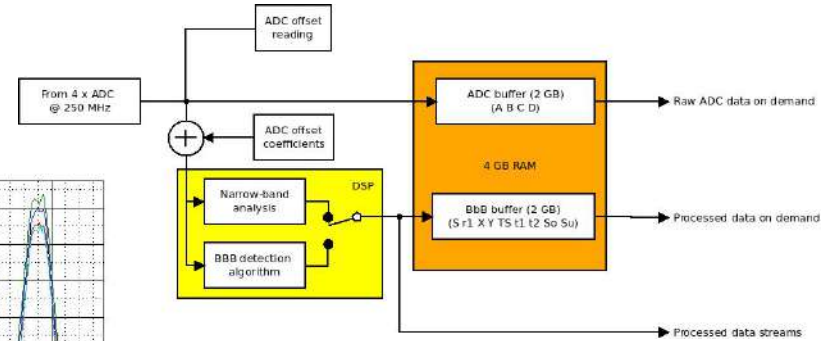 ADC offset
reading
From 4 x ADC
@ 250 MHz
ADC buffer (2 GB)
(A B C D)
Raw ADC data on demand
ADC offset
coefficients
4 GB RAM
DSP
Narrow-band
analysis
BbB buffer (2 GB)
(S r1 X Y TS t1 t2 So Su)
Processed data on demand
BBB detection
algorithm
Processed data streams